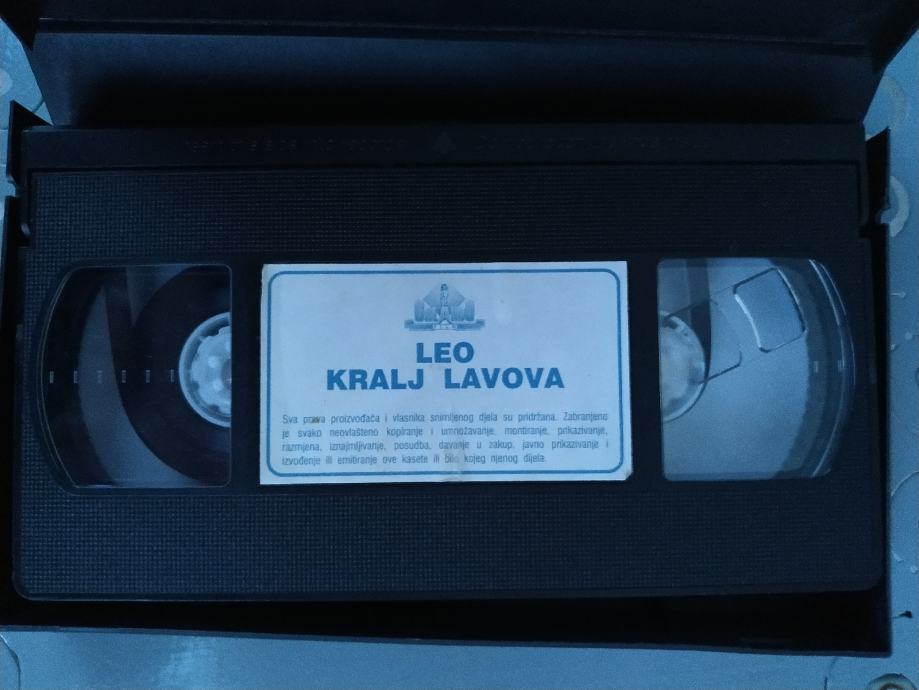 FILM
LEO
KRALJ LAVOVA
Sva prava proizvođača i vlasnika snimljenog djela su pridržana. Zabranjeno
je svako neovlašteno kopiranje i umnožavanje, montiranje, prikazivanje,
razmjena, iznajmljivanje, posudba, davanje u zakup, javno prikazivanje i
izvođenje ili emitiranje ove kasete ili bilo kojeg njenog dijela.